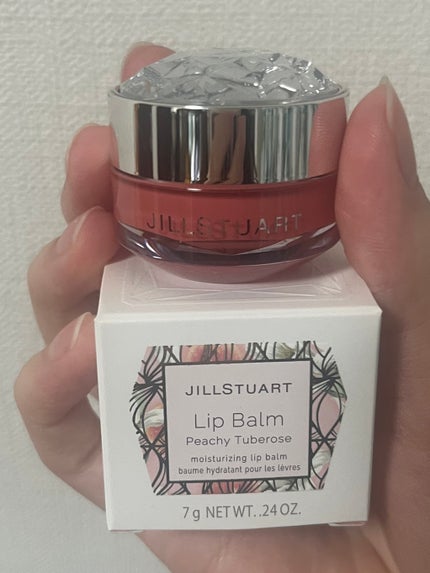 JILLSTUART
JILLSTUART
Lip Balm
Peachy Tuberose
moisturizing lip balm
baume hydratant pour les lèvres
7 g NET WT. .24 OZ.